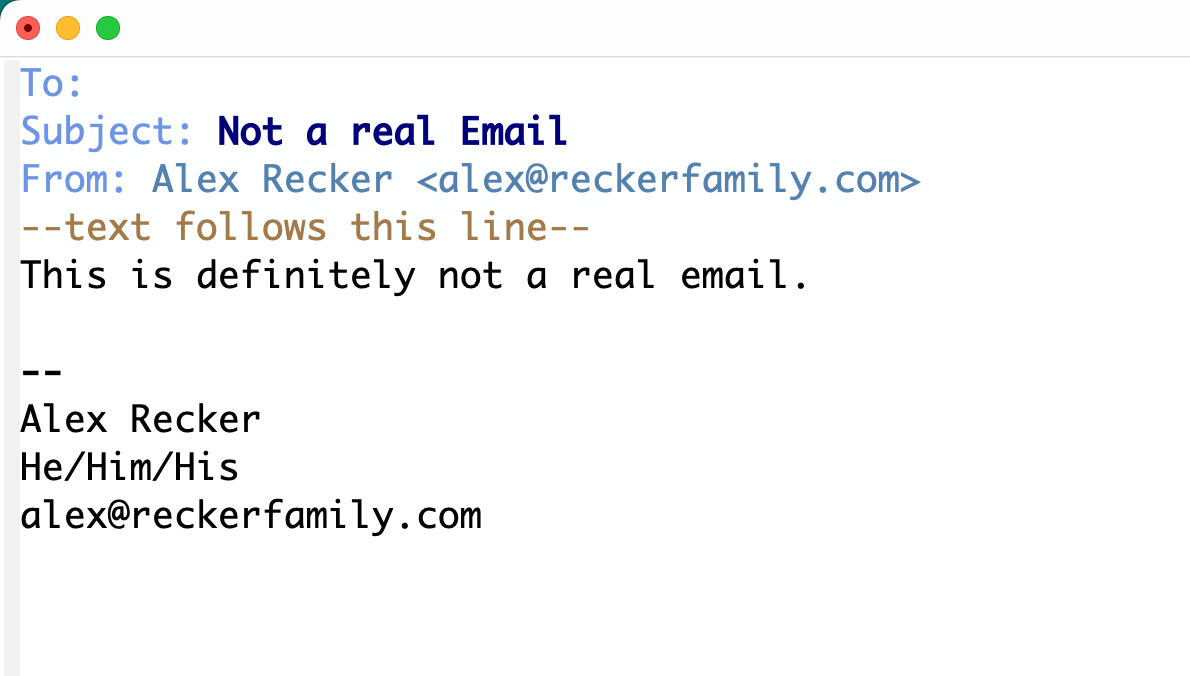 To:
Subject: Not a real Email
From: Alex Recker <alex@reckerfamily.com>
--text follows this line--
This is definitely not a real email.

--
Alex Recker
He/Him/His
alex@reckerfamily.com